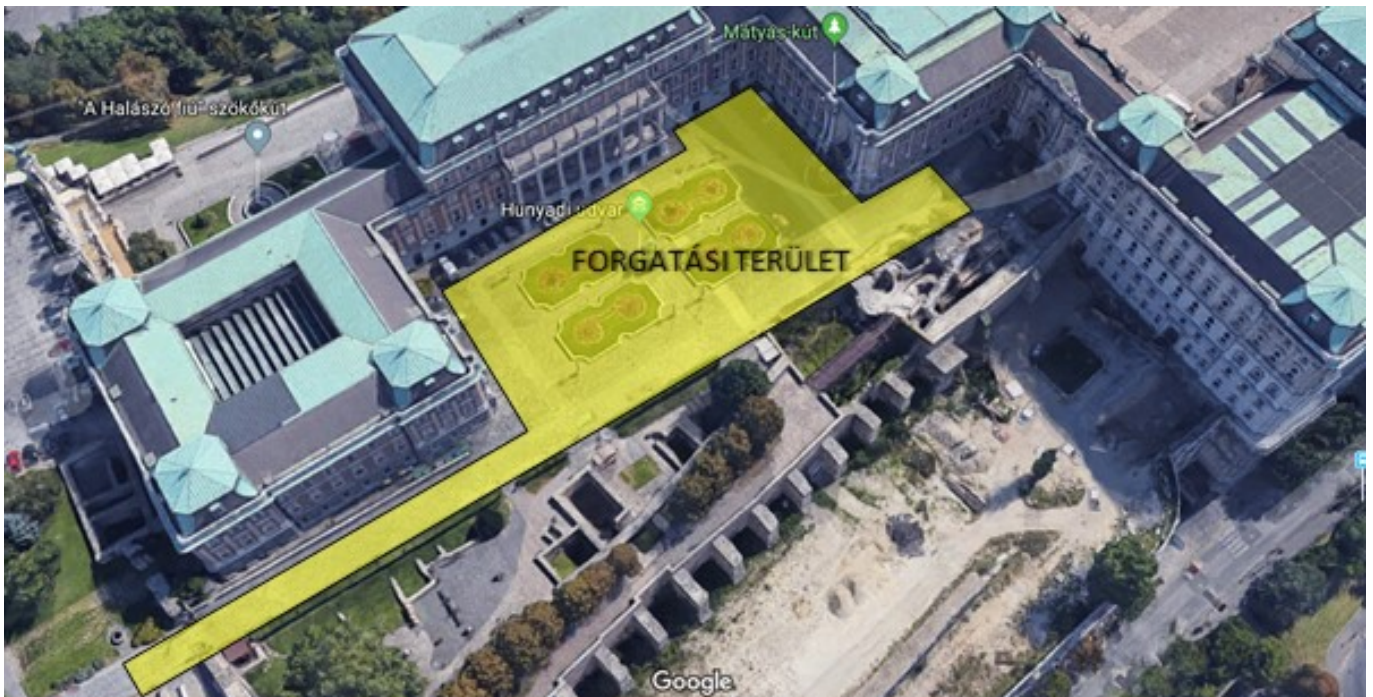 Mátyás-kút
"A Halászó fiú" szökőkút
Hunyadi udvar
FORGATÁSI TERÜLET
Google